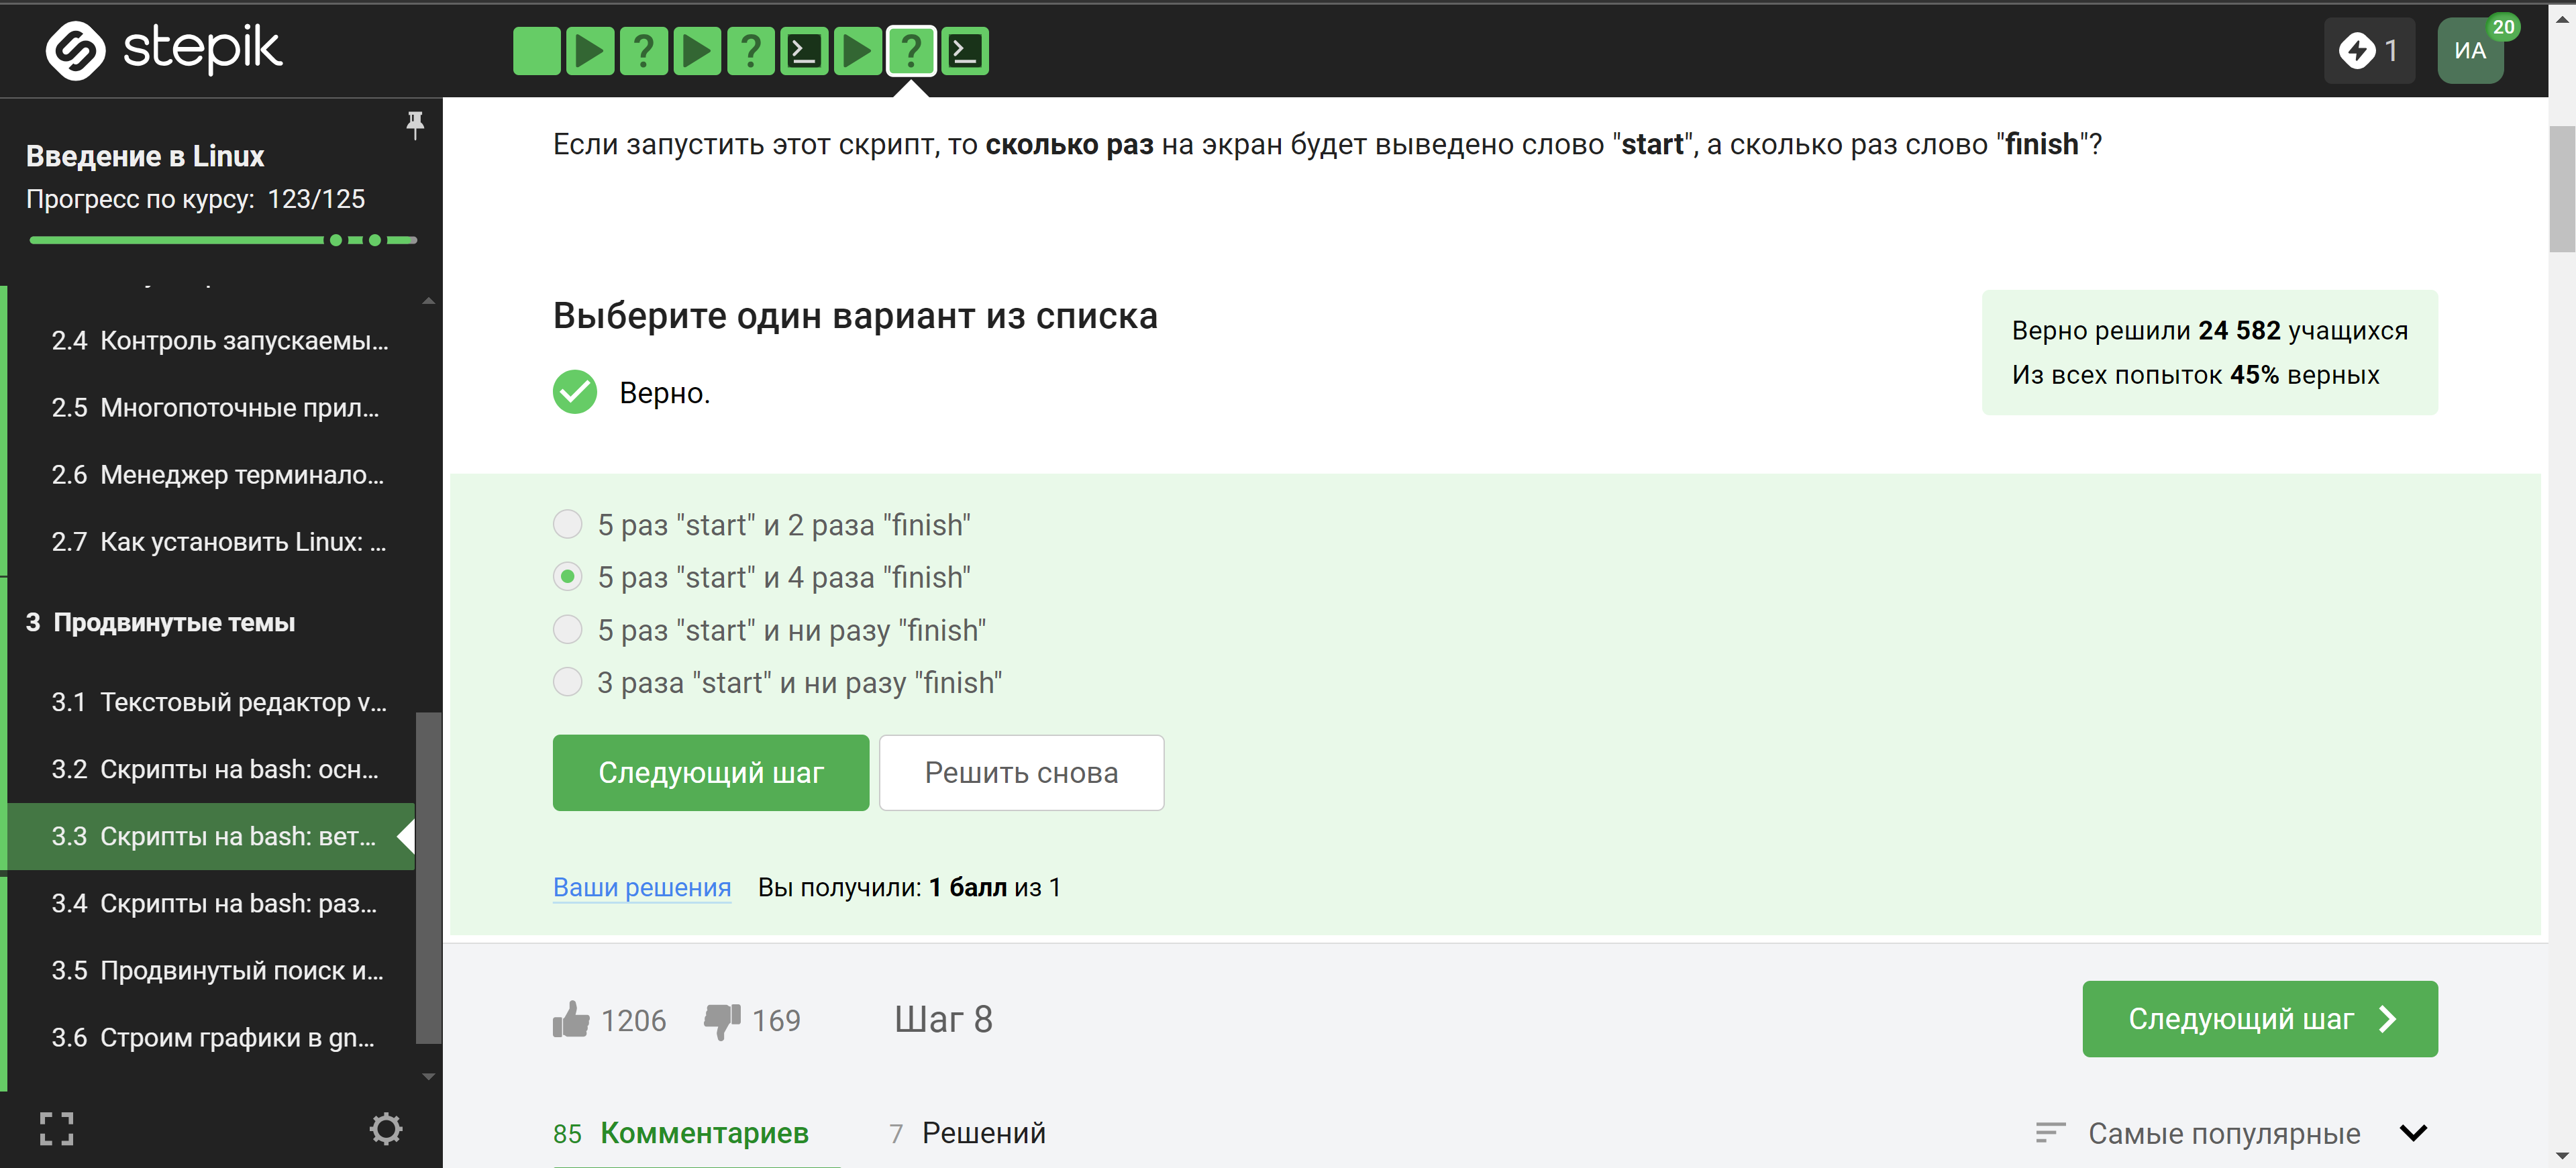 stepik
? ? ?
1
ИА
20
Введение в Linux
Прогресс по курсу: 123/125
2.4 Контроль запускаемы...
2.5 Многопоточные прил...
2.6 Менеджер терминало...
2.7 Как установить Linux: ...
3 Продвинутые темы
3.1 Текстовый редактор v...
3.2 Скрипты на bash: осн...
3.3 Скрипты на bash: вет...
3.4 Скрипты на bash: раз...
3.5 Продвинутый поиск и...
3.6 Строим графики в gn...
Если запустить этот скрипт, то сколько раз на экран будет выведено слово "start", а сколько раз слово "finish"?
Выберите один вариант из списка
Верно.
Верно решили 24 582 учащихся
Из всех попыток 45% верных
5 раз "start" и 2 раза "finish"
5 раз "start" и 4 раза "finish"
5 раз "start" и ни разу "finish"
3 раза "start" и ни разу "finish"
Следующий шаг
Решить снова
Ваши решения Вы получили: 1 балл из 1
1206 169 Шаг 8
Следующий шаг
85 Комментариев 7 Решений
Самые популярные